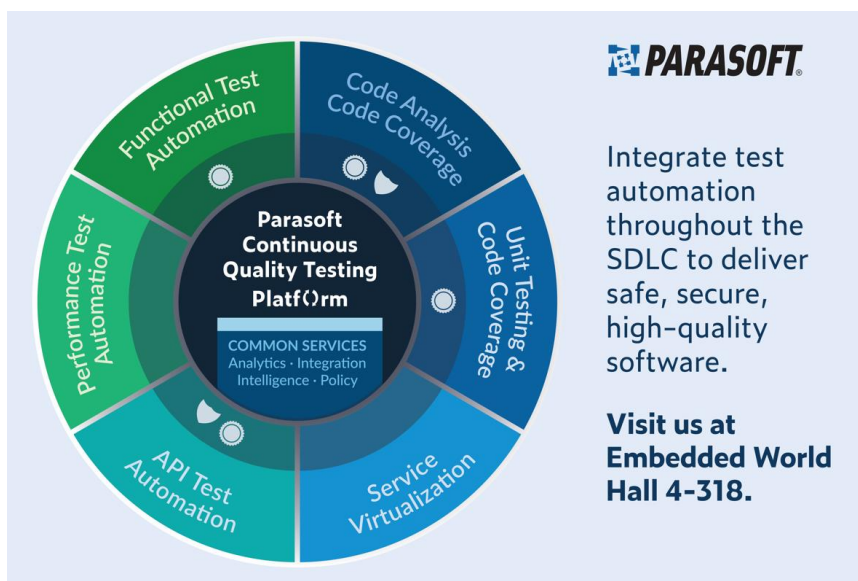 Functional Test
Automation
Code Analysis
Code Coverage
Unit Testing &
Code Coverage
Service
Virtualization
API Test
Automation
Performance Test
Automation
Parasoft
Continuous
Quality Testing
Platf()rm
COMMON SERVICES
Analytics · Integration
Intelligence · Policy
PARASOFT®
Integrate test
automation
throughout the
SDLC to deliver
safe, secure,
high-quality
software.
Visit us at
Embedded World
Hall 4-318.